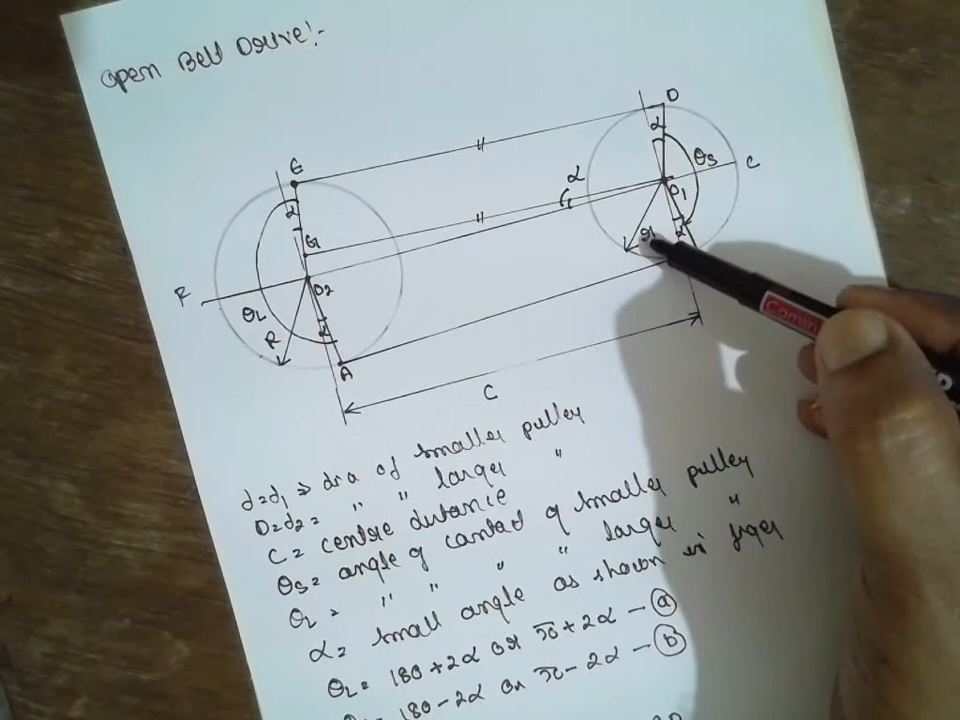 Open Belt Drive:-
D
α
E
α
θs
C
α
O1
G
α
O2
F
θL
R
α
A
C
Camlin
d=d1 ⇒ dia of smaller pulley
D=d2 = " " larger "
C = centre distance
θs = angle of contact of smaller pulley
θL = " " " " larger "
α = small angle as shown in figer
θL = 180 + 2α or π + 2α — (a)
180 - 2α or π - 2α — (b)